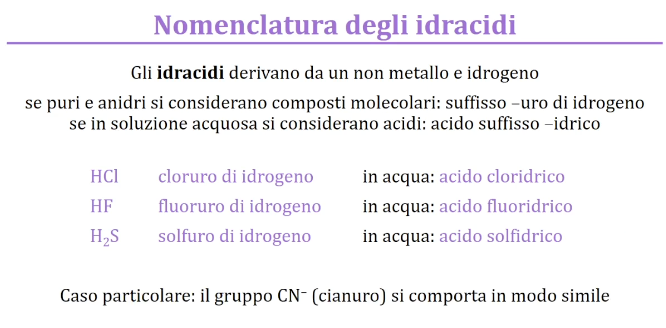 Nomenclatura degli idracidi
Gli idracidi derivano da un non metallo e idrogeno
se puri e anidri si considerano composti molecolari: suffisso –uro di idrogeno
se in soluzione acquosa si considerano acidi: acido suffisso –idrico
HCl cloruro di idrogeno in acqua: acido cloridrico
HF fluoruro di idrogeno in acqua: acido fluoridrico
H₂S solfuro di idrogeno in acqua: acido solfidrico
Caso particolare: il gruppo CN⁻ (cianuro) si comporta in modo simile